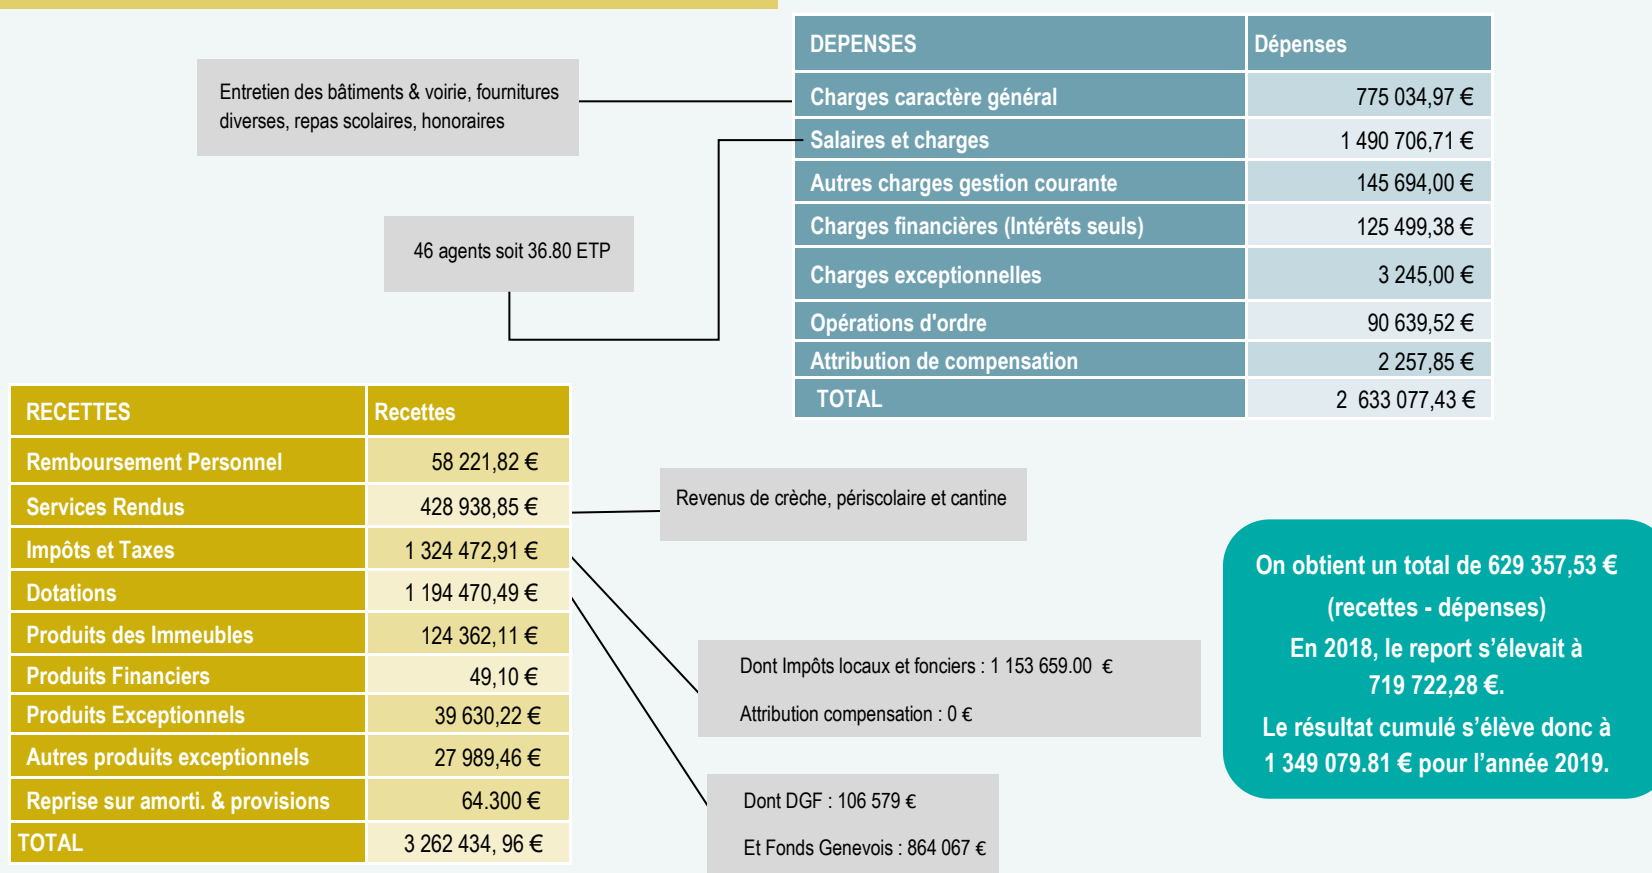 DEPENSES Dépenses
Charges caractère général 775 034,97 €
Salaires et charges 1 490 706,71 €
Autres charges gestion courante 145 694,00 €
Charges financières (Intérêts seuls) 125 499,38 €
Charges exceptionnelles 3 245,00 €
Opérations d'ordre 90 639,52 €
Attribution de compensation 2 257,85 €
TOTAL 2 633 077,43 €
Entretien des bâtiments & voirie, fournitures
diverses, repas scolaires, honoraires
46 agents soit 36.80 ETP
RECETTES Recettes
Remboursement Personnel 58 221,82 €
Services Rendus 428 938,85 €
Impôts et Taxes 1 324 472,91 €
Dotations 1 194 470,49 €
Produits des Immeubles 124 362,11 €
Produits Financiers 49,10 €
Produits Exceptionnels 39 630,22 €
Autres produits exceptionnels 27 989,46 €
Reprise sur amorti. & provisions 64.300 €
TOTAL 3 262 434, 96 €
Revenus de crèche, périscolaire et cantine
Dont Impôts locaux et fonciers : 1 153 659.00 €
Attribution compensation : 0 €
Dont DGF : 106 579 €
Et Fonds Genevois : 864 067 €
On obtient un total de 629 357,53 €
(recettes - dépenses)
En 2018, le report s’élevait à
719 722,28 €.
Le résultat cumulé s’élève donc à
1 349 079.81 € pour l’année 2019.